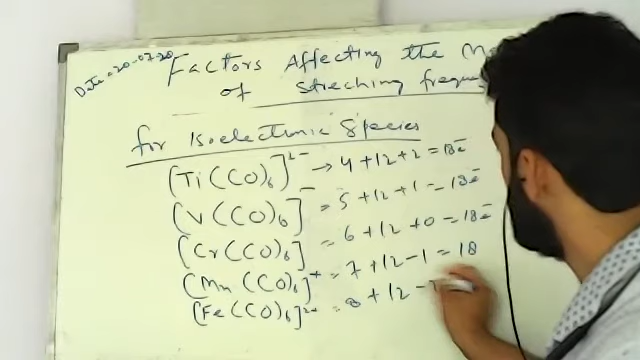 Date = 20-07-20
Factors Affecting the
of streching
for Isoelectronic Species
[Ti(CO)₆]²⁻ → 4 + 12 + 2 = 18e⁻
[V(CO)₆]⁻ = 5 + 12 + 1 = 18e⁻
[Cr(CO)₆] = 6 + 12 + 0 = 18e⁻
[Mn(CO)₆]⁺ = 7 + 12 - 1 = 18
[Fe(CO)₆]²⁺ = 8 + 12 -